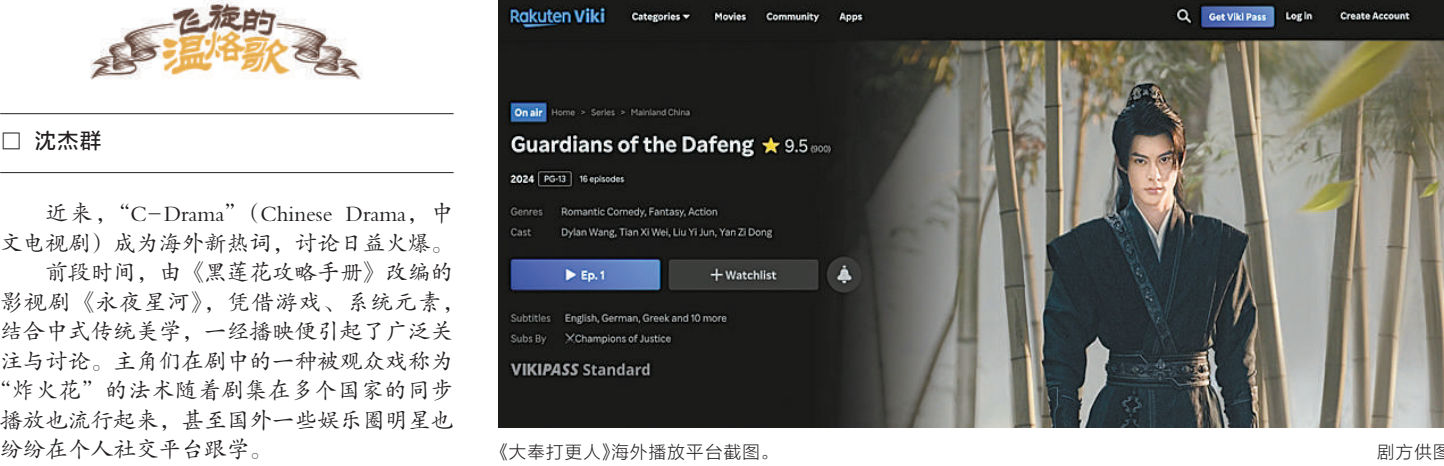 飞旋的
温烙歌
□ 沈杰群
近来，“C-Drama”（Chinese Drama，中
文电视剧）成为海外新热词，讨论日益火爆。
前段时间，由《黑莲花攻略手册》改编的
影视剧《永夜星河》，凭借游戏、系统元素，
结合中式传统美学，一经播映便引起了广泛关
注与讨论。主角们在剧中的一种被观众戏称为
“炸火花”的法术随着剧集在多个国家的同步
播放也流行起来，甚至国外一些娱乐圈明星也
纷纷在个人社交平台跟学。
Rakuten Viki Categories Movies Community Apps Get Viki Pass Log in Create Account
On air Home > Series > Mainland China
Guardians of the Dafeng 9.5 (900)
2024 PG-13 16 episodes
Genres Romantic Comedy, Fantasy, Action
Cast Dylan Wang, Tian Xi Wei, Liu Yi Jun, Yan Zi Dong
Ep. 1 +Watchlist
Subtitles English, German, Greek and 10 more
Subs By Champions of Justice
VIKIPASS Standard
《大奉打更人》海外播放平台截图。 剧方供图